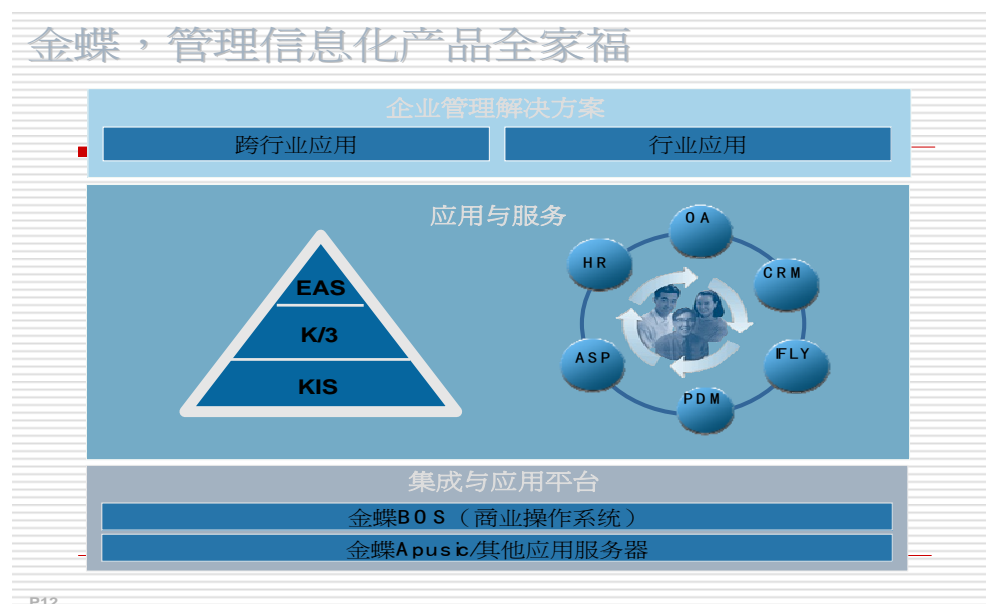 金蝶，管理信息化产品全家福
企业管理解决方案
跨行业应用
行业应用
应用与服务
EAS
K/3
KIS
OA
HR
CRM
ASP
IFLY
PDM
集成与应用平台
金蝶BOS（商业操作系统）
金蝶Apusic/其他应用服务器
P12